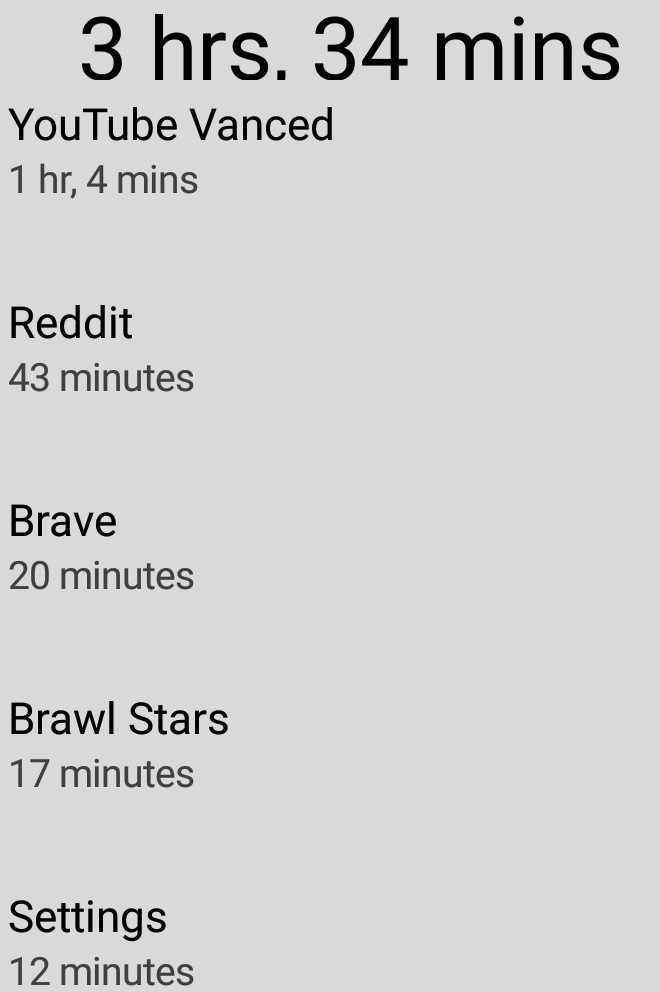 3 hrs. 34 mins
YouTube Vanced
1 hr, 4 mins
Reddit
43 minutes
Brave
20 minutes
Brawl Stars
17 minutes
Settings
12 minutes